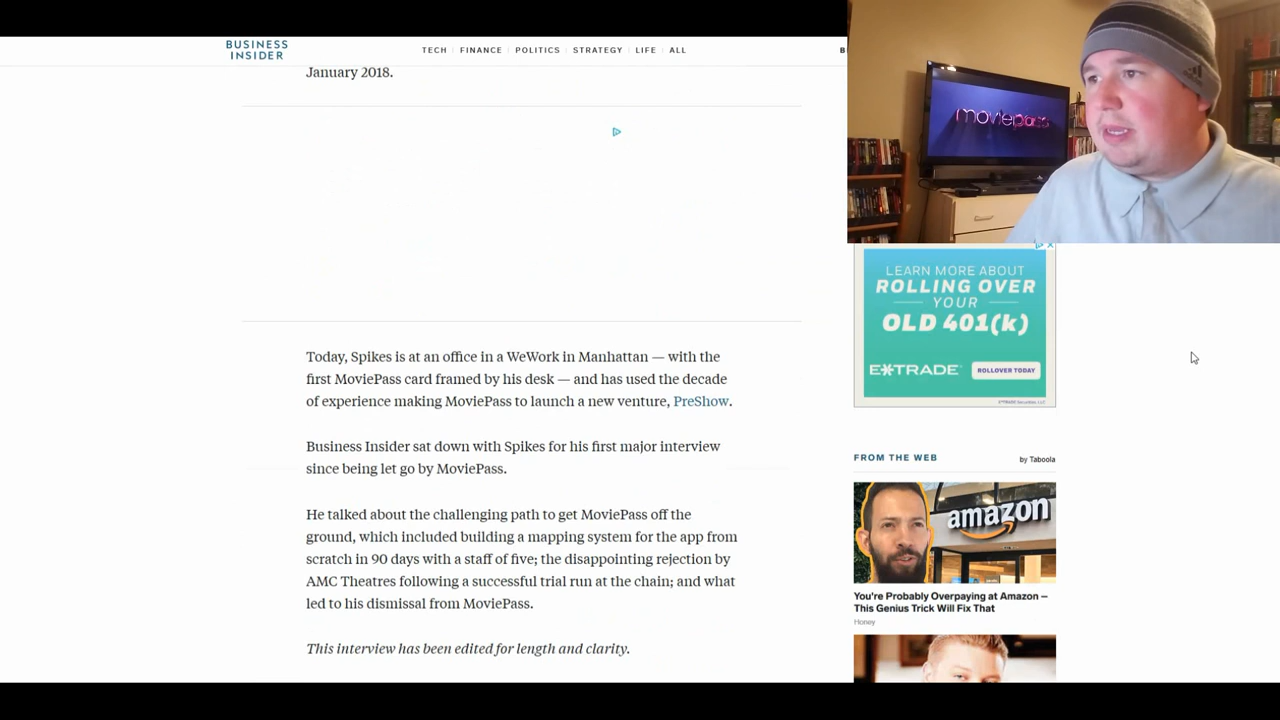 BUSINESS
INSIDER
TECH
FINANCE
POLITICS
STRATEGY
LIFE
ALL
B
January 2018.
moviepass
LEARN MORE ABOUT
ROLLING OVER
YOUR
OLD 401(k)
E*TRADE
ROLLOVER TODAY
Today, Spikes is at an office in a WeWork in Manhattan — with the
first MoviePass card framed by his desk — and has used the decade
of experience making MoviePass to launch a new venture, PreShow.
Business Insider sat down with Spikes for his first major interview
since being let go by MoviePass.
He talked about the challenging path to get MoviePass off the
ground, which included building a mapping system for the app from
scratch in 90 days with a staff of five; the disappointing rejection by
AMC Theatres following a successful trial run at the chain; and what
led to his dismissal from MoviePass.
This interview has been edited for length and clarity.
FROM THE WEB
by Taboola
amazon
You're Probably Overpaying at Amazon –
This Genius Trick Will Fix That
Honey